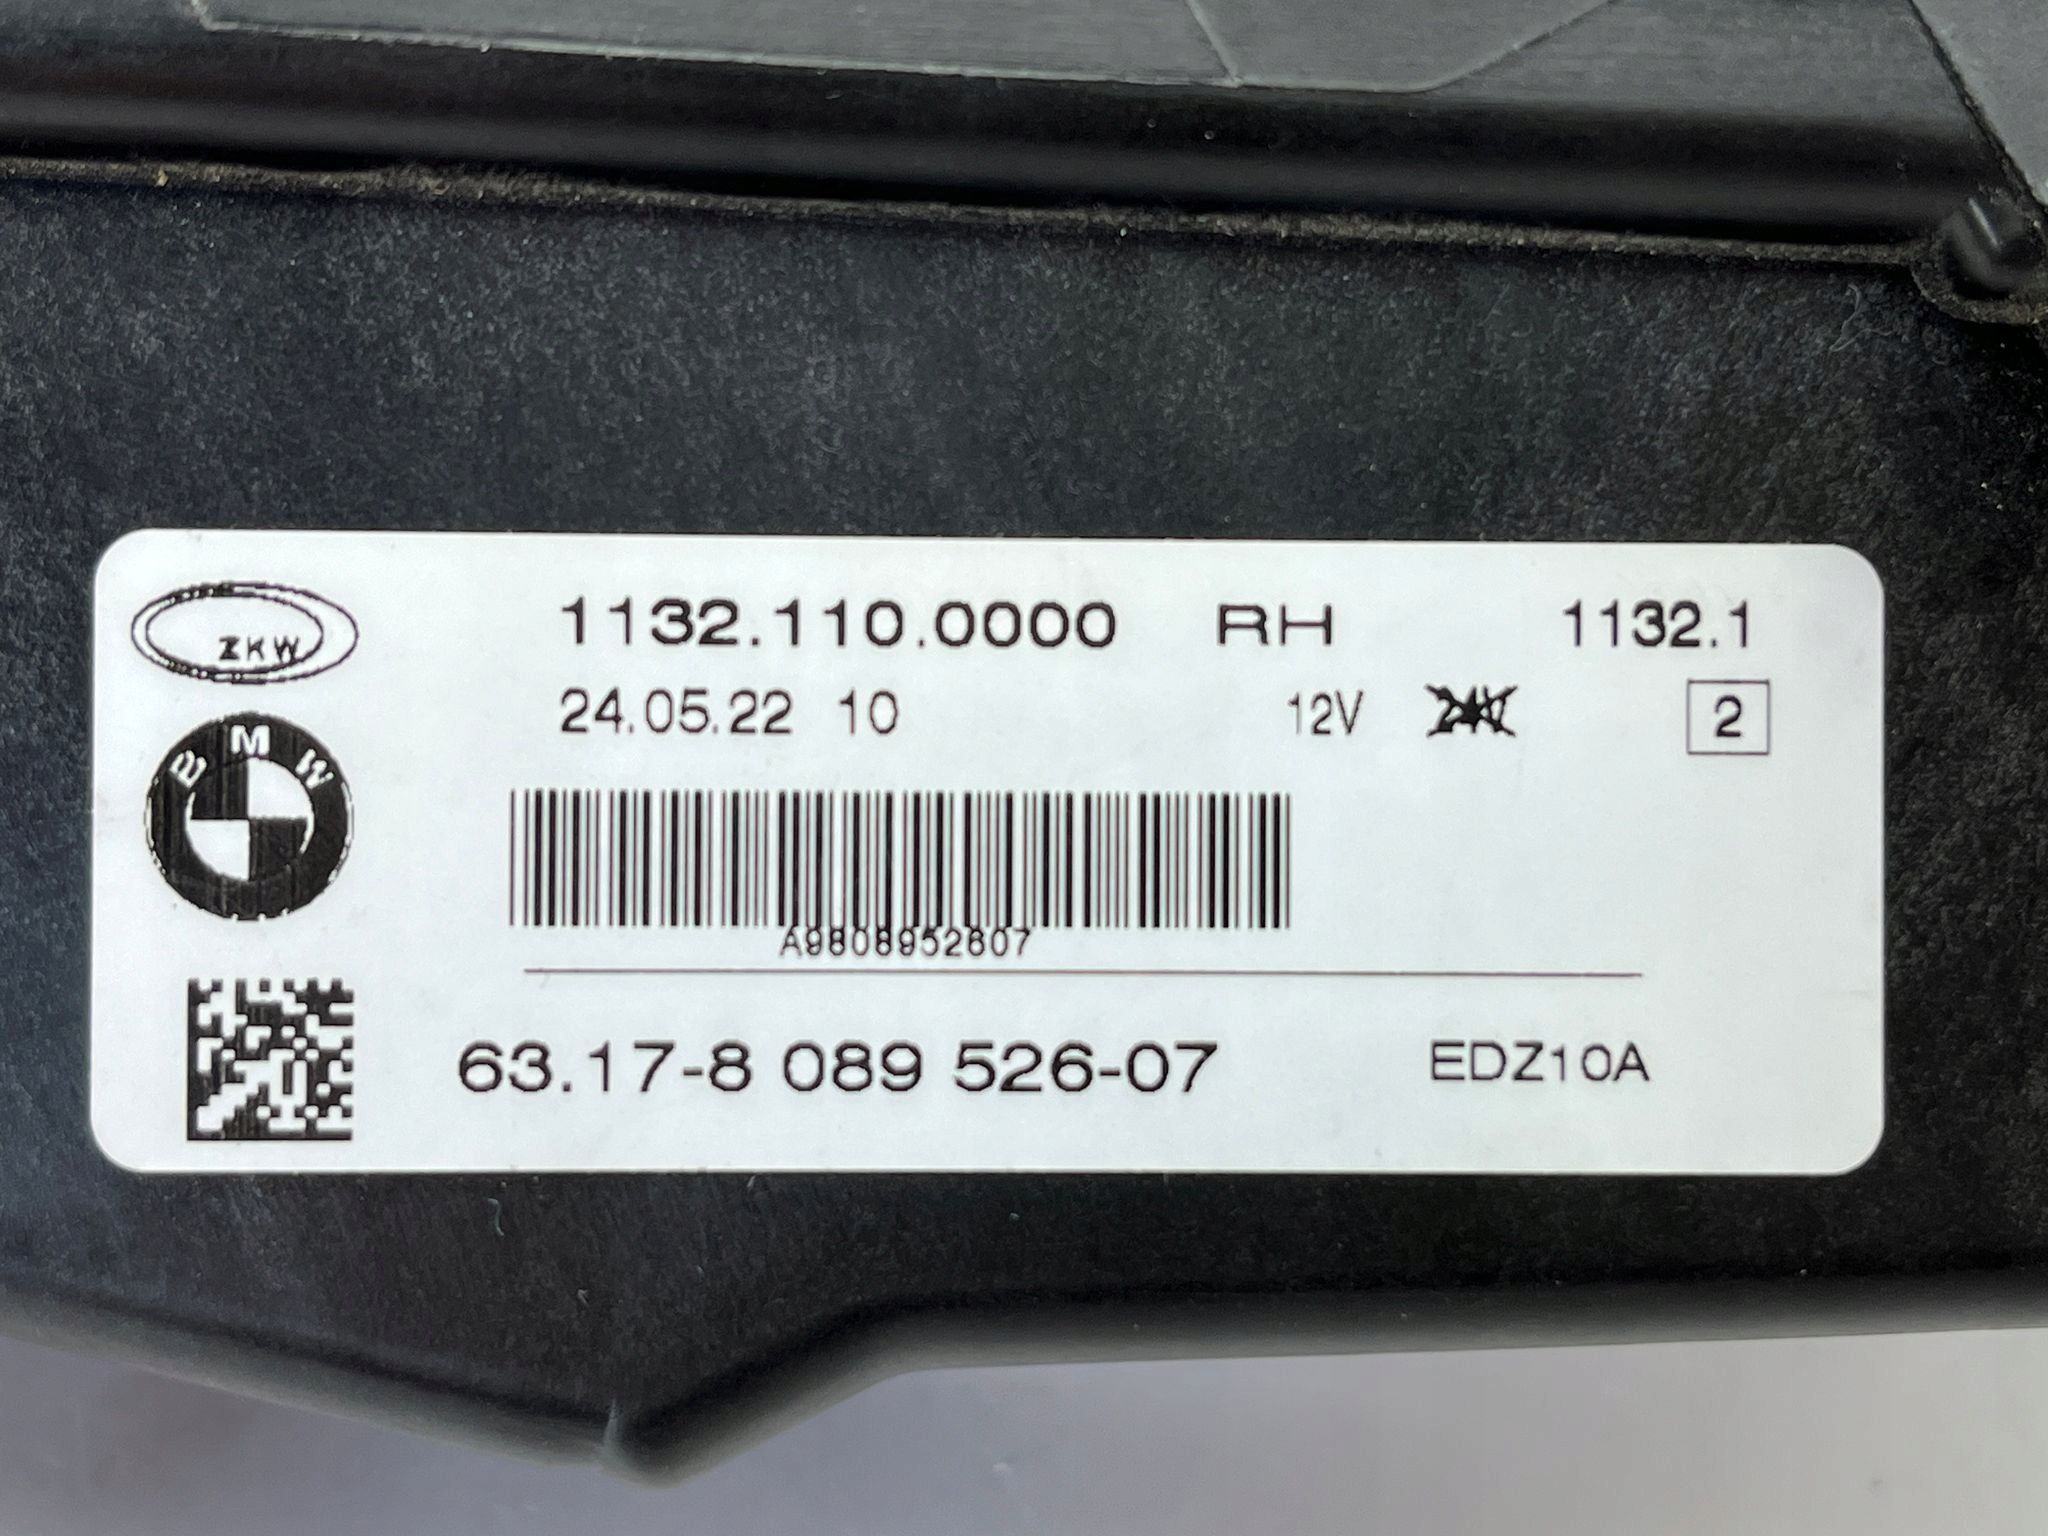 ZKW
1132.110.0000 RH 1132.1
24.05.22 10 12V 24V 2
BMW
A9808952607
63.17-8 089 526-07 EDZ10A